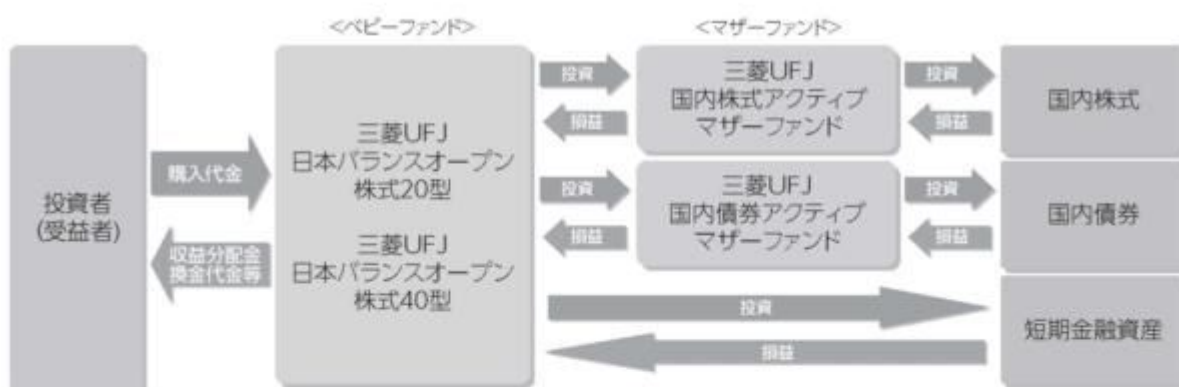 <ベビーファンド>
<マザーファンド>
投資者
(受益者)
購入代金
収益分配金
換金代金等
三菱UFJ
日本バランスオープン
株式20型
三菱UFJ
日本バランスオープン
株式40型
投資
損益
三菱UFJ
国内株式アクティブ
マザーファンド
投資
損益
国内株式
投資
損益
三菱UFJ
国内債券アクティブ
マザーファンド
投資
損益
国内債券
投資
損益
短期金融資産